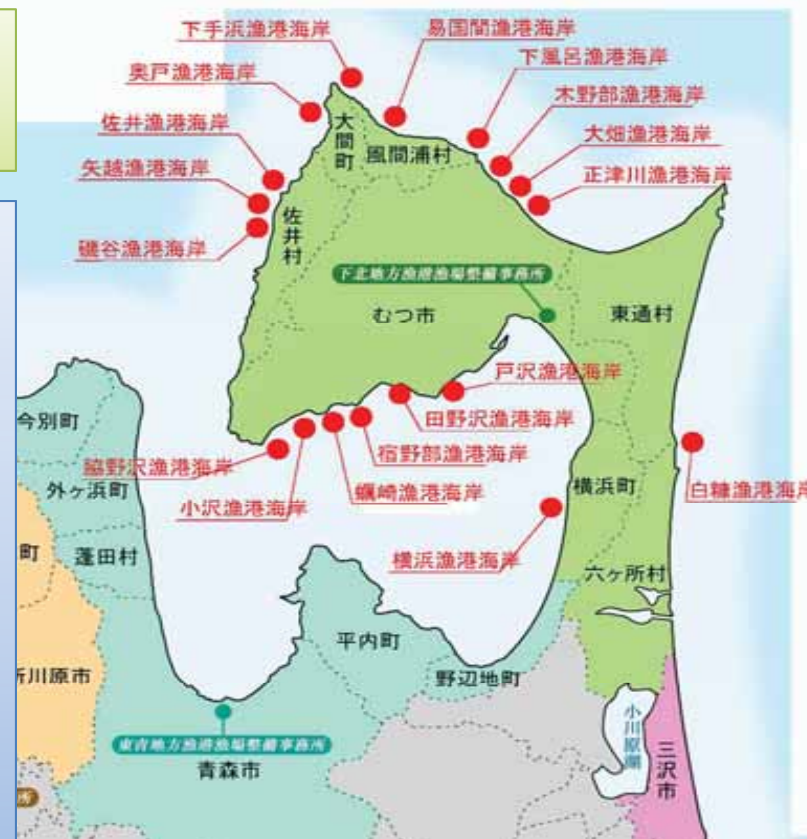 下手浜漁港海岸
易国間漁港海岸
奥戸漁港海岸
下風呂漁港海岸
木野部漁港海岸
佐井漁港海岸
大間町
大畑漁港海岸
風間浦村
矢越漁港海岸
正津川漁港海岸
佐井村
磯谷漁港海岸
下北地方漁港漁場整備事務所
むつ市
東通村
戸沢漁港海岸
今別町
田野沢漁港海岸
宿野部漁港海岸
脇野沢漁港海岸
外ヶ浜町
小沢漁港海岸
蠣崎漁港海岸
横浜町
白糠漁港海岸
町
蓬田村
横浜漁港海岸
六ヶ所村
平内町
野辺地町
所川原市
小川原湖
東青地方漁港漁場整備事務所
青森市
三沢市
所